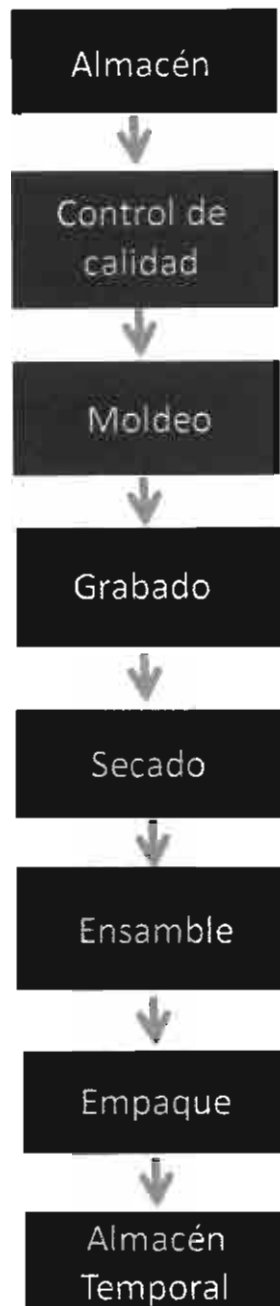 Almacén
Control de
calidad
Moldeo
Grabado
Secado
Ensamble
Empaque
Almacén
Temporal